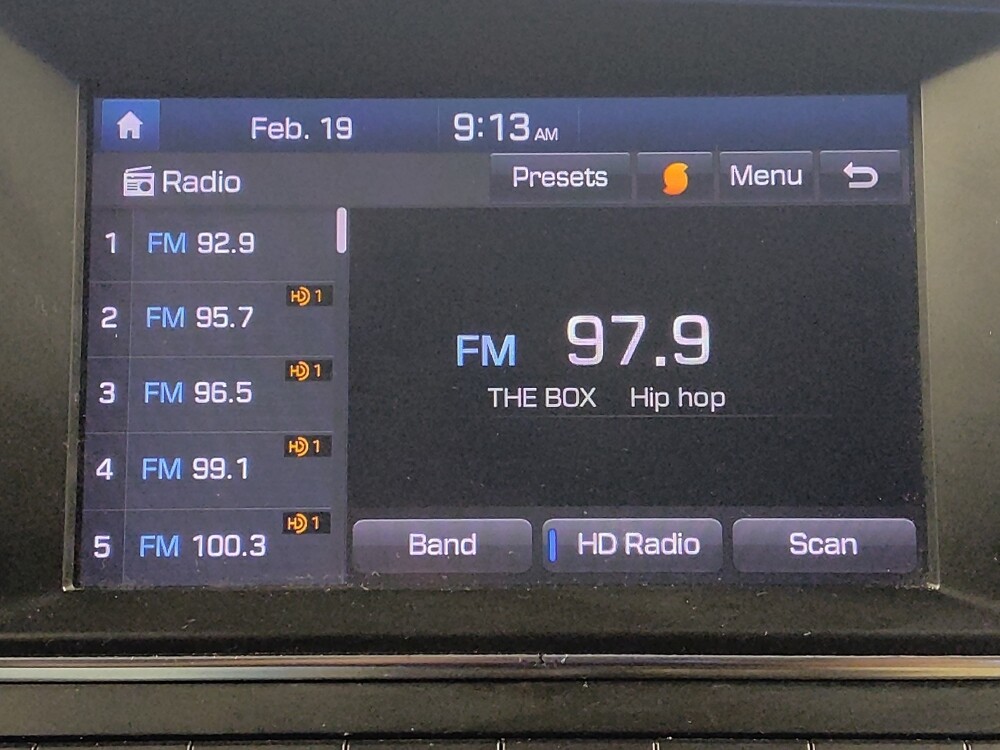 Feb. 19 9:13 AM
Radio Presets Menu
1 FM 92.9
HD 1
2 FM 95.7
HD 1
3 FM 96.5
HD 1
4 FM 99.1
HD 1
5 FM 100.3
FM 97.9
THE BOX Hip hop
Band HD Radio Scan